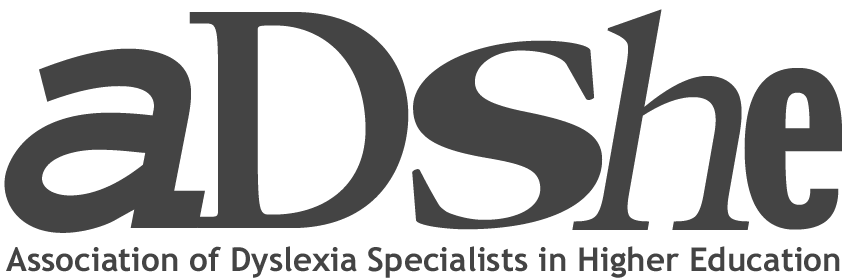 aDshe
Association of Dyslexia Specialists in Higher Education